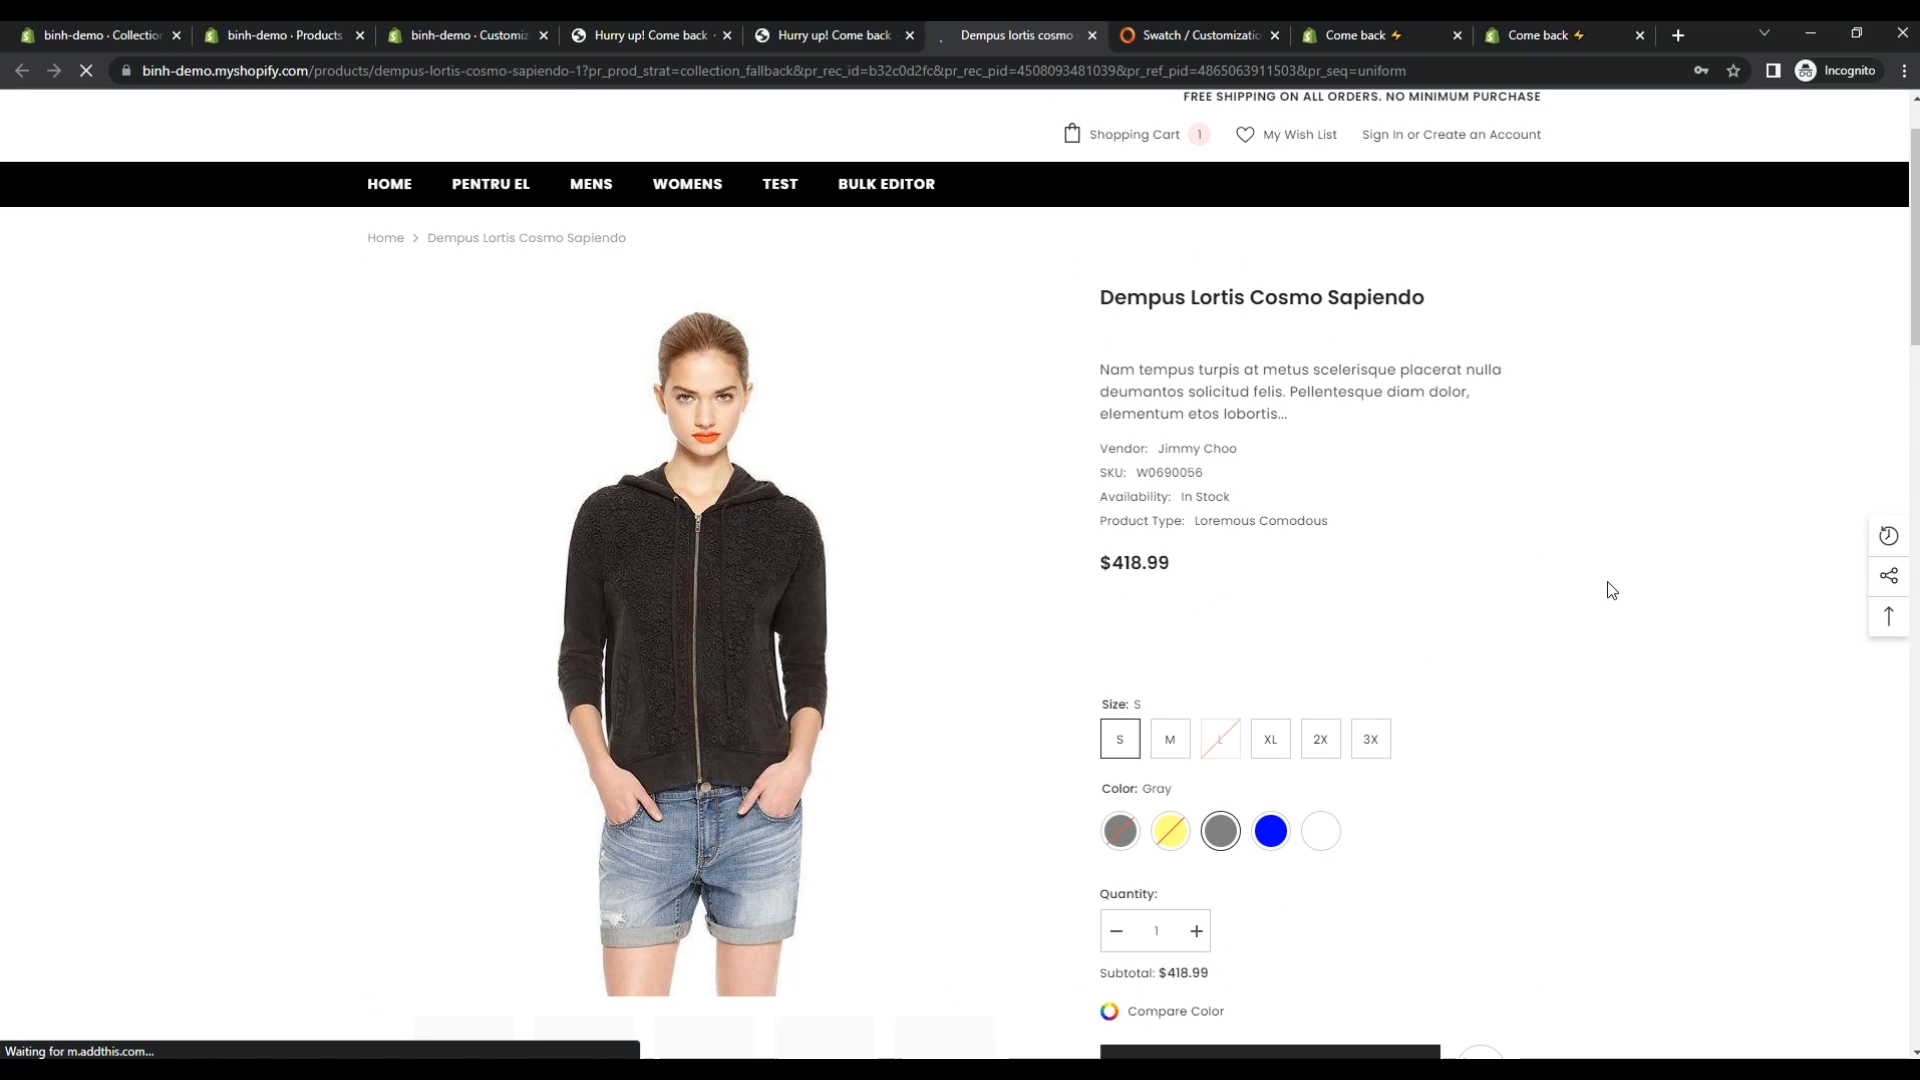 binh-demo · Collection
binh-demo · Products
binh-demo · Customiz
Hurry up! Come back
Hurry up! Come back
Dempus lortis cosmo
Swatch / Customizatio
Come back ⚡
Come back ⚡
binh-demo.myshopify.com/products/dempus-lortis-cosmo-sapiendo-1?pr_prod_strat=collection_fallback&pr_rec_id=b32c0d2fc&pr_rec_pid=4508093481039&pr_ref_pid=4865063911503&pr_seq=uniform
Incognito
FREE SHIPPING ON ALL ORDERS. NO MINIMUM PURCHASE
Shopping Cart 1 My Wish List Sign In or Create an Account
HOME PENTRU EL MENS WOMENS TEST BULK EDITOR
Home > Dempus Lortis Cosmo Sapiendo
Dempus Lortis Cosmo Sapiendo
Nam tempus turpis at metus scelerisque placerat nulla
deumantos solicitud felis. Pellentesque diam dolor,
elementum etos lobortis...
Vendor: Jimmy Choo
SKU: W0690056
Availability: In Stock
Product Type: Loremous Comodous
$418.99
Size: S
S M L XL 2X 3X
Color: Gray
Quantity:
− 1 +
Subtotal: $418.99
Compare Color
Waiting for m.addthis.com...